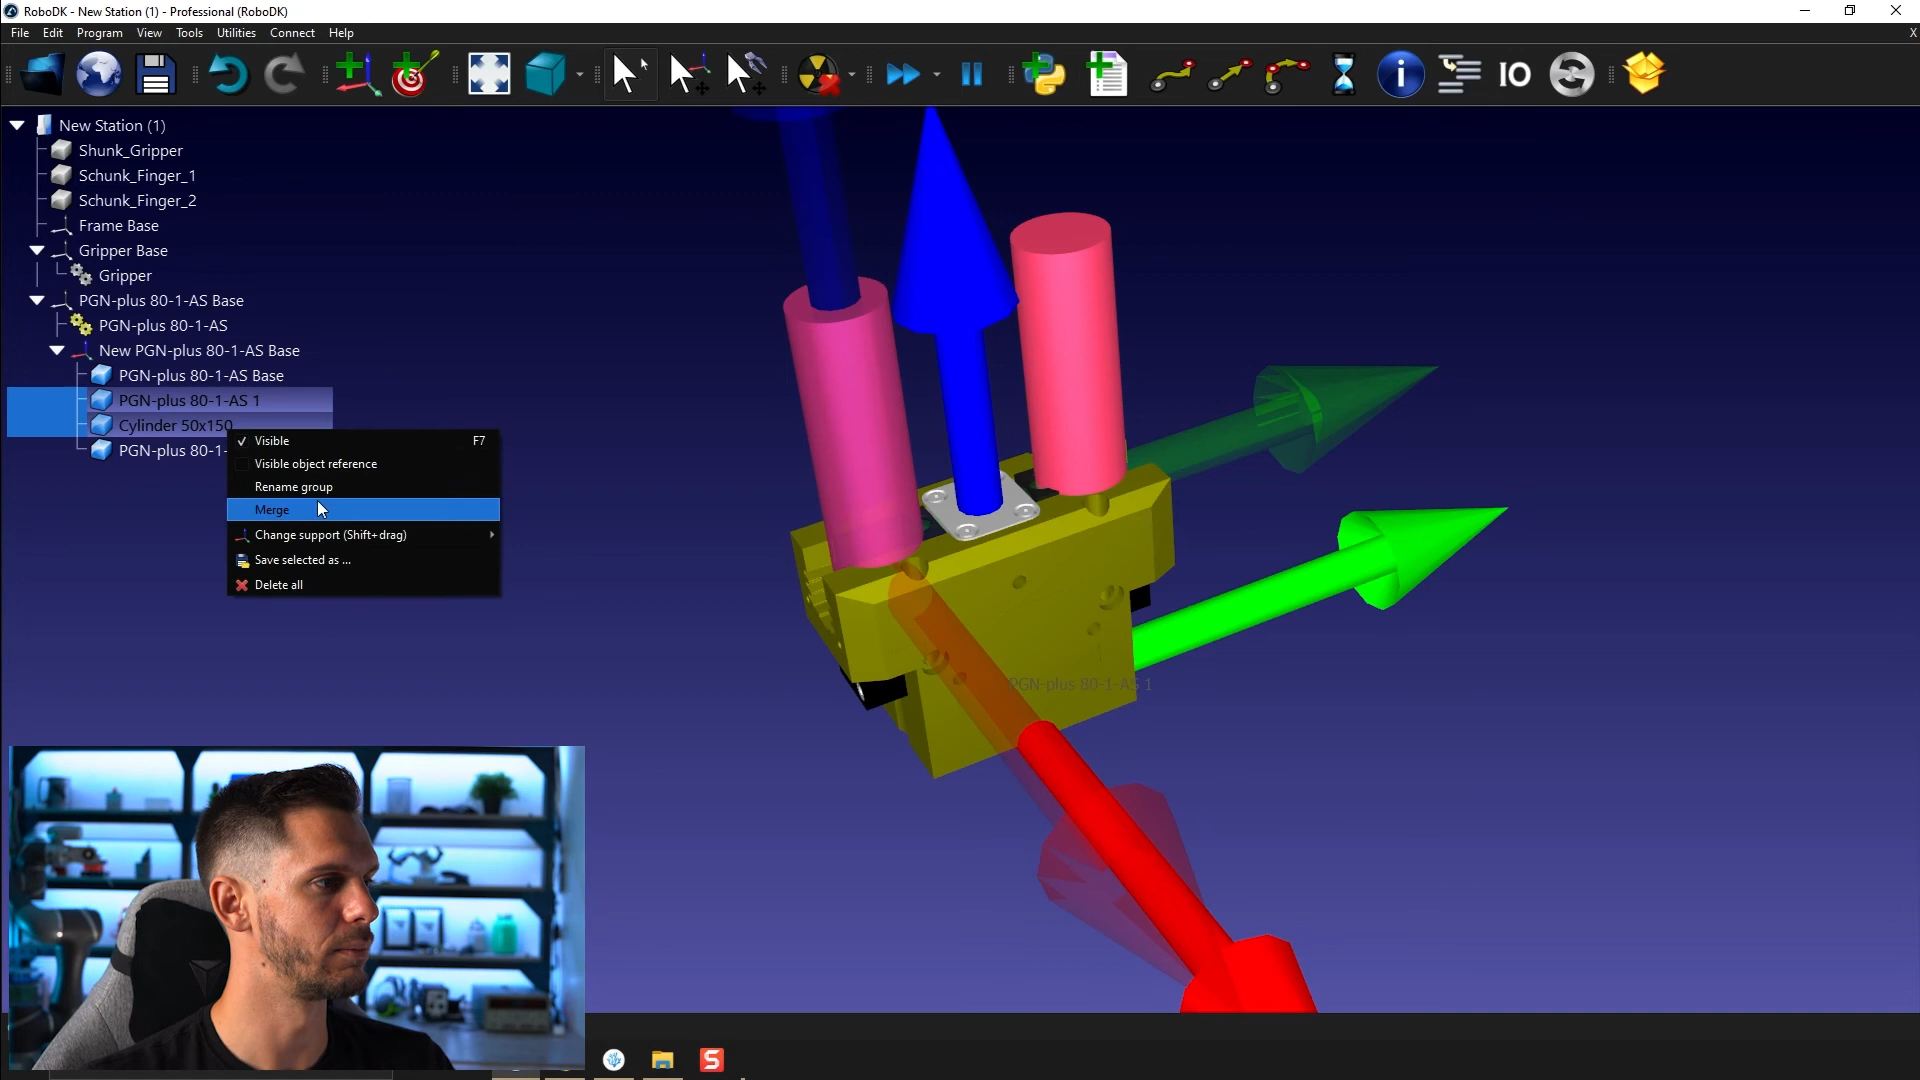 RoboDK - New Station (1) - Professional (RoboDK)
File Edit Program View Tools Utilities Connect Help X
IO
New Station (1)
Shunk_Gripper
Schunk_Finger_1
Schunk_Finger_2
Frame Base
Gripper Base
Gripper
PGN-plus 80-1-AS Base
PGN-plus 80-1-AS
New PGN-plus 80-1-AS Base
PGN-plus 80-1-AS Base
PGN-plus 80-1-AS 1
Cylinder 50x150
PGN-plus 80-1-
Visible F7
Visible object reference
Rename group
Merge
Change support (Shift+drag)
Save selected as ...
Delete all
PGN-plus 80-1-AS 1
S